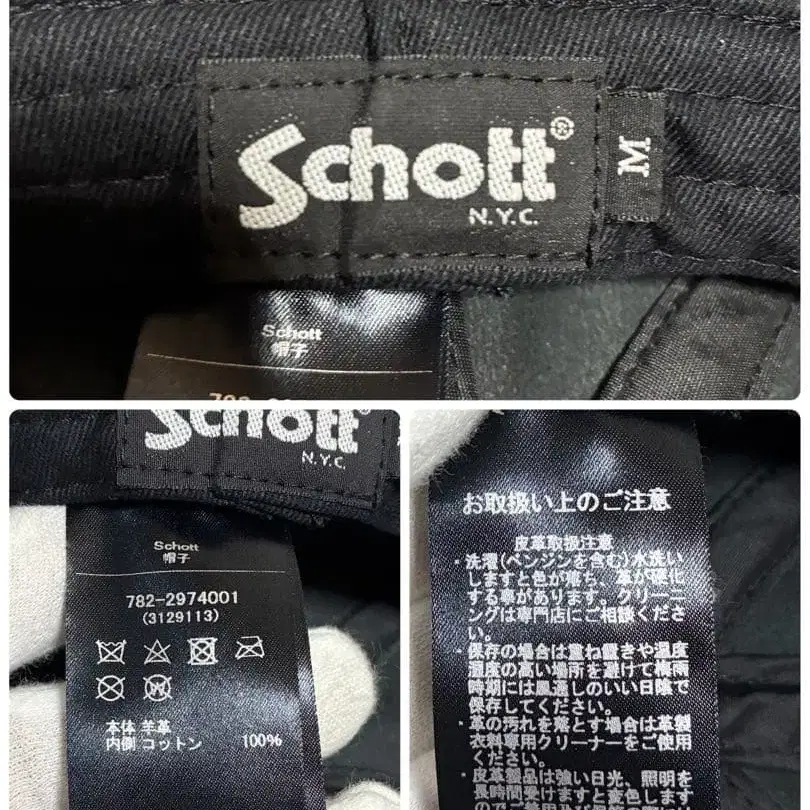 Schott®
N.Y.C.
M
Schott
帽子
Schott®
N.Y.C.
Schott
帽子
782-2974001
(3129113)
本体 羊革
内側 コットン 100%
お取扱い上のご注意
皮革取扱注意
・洗濯(ベンジンを含む)水洗い
しますと色が落ち、革が硬化
する事があります。クリーニ
ングは専門店にご相談くださ
い。
・保存の場合は重ね置きや温度
湿度の高い場所を避けて梅雨
時期には風通しのいい日陰で
保存してください。
・革の汚れを落とす場合は革製
衣料専用クリーナーをご使用
ください。
・皮革製品は強い日光、照明を
長時間受けますと変色します